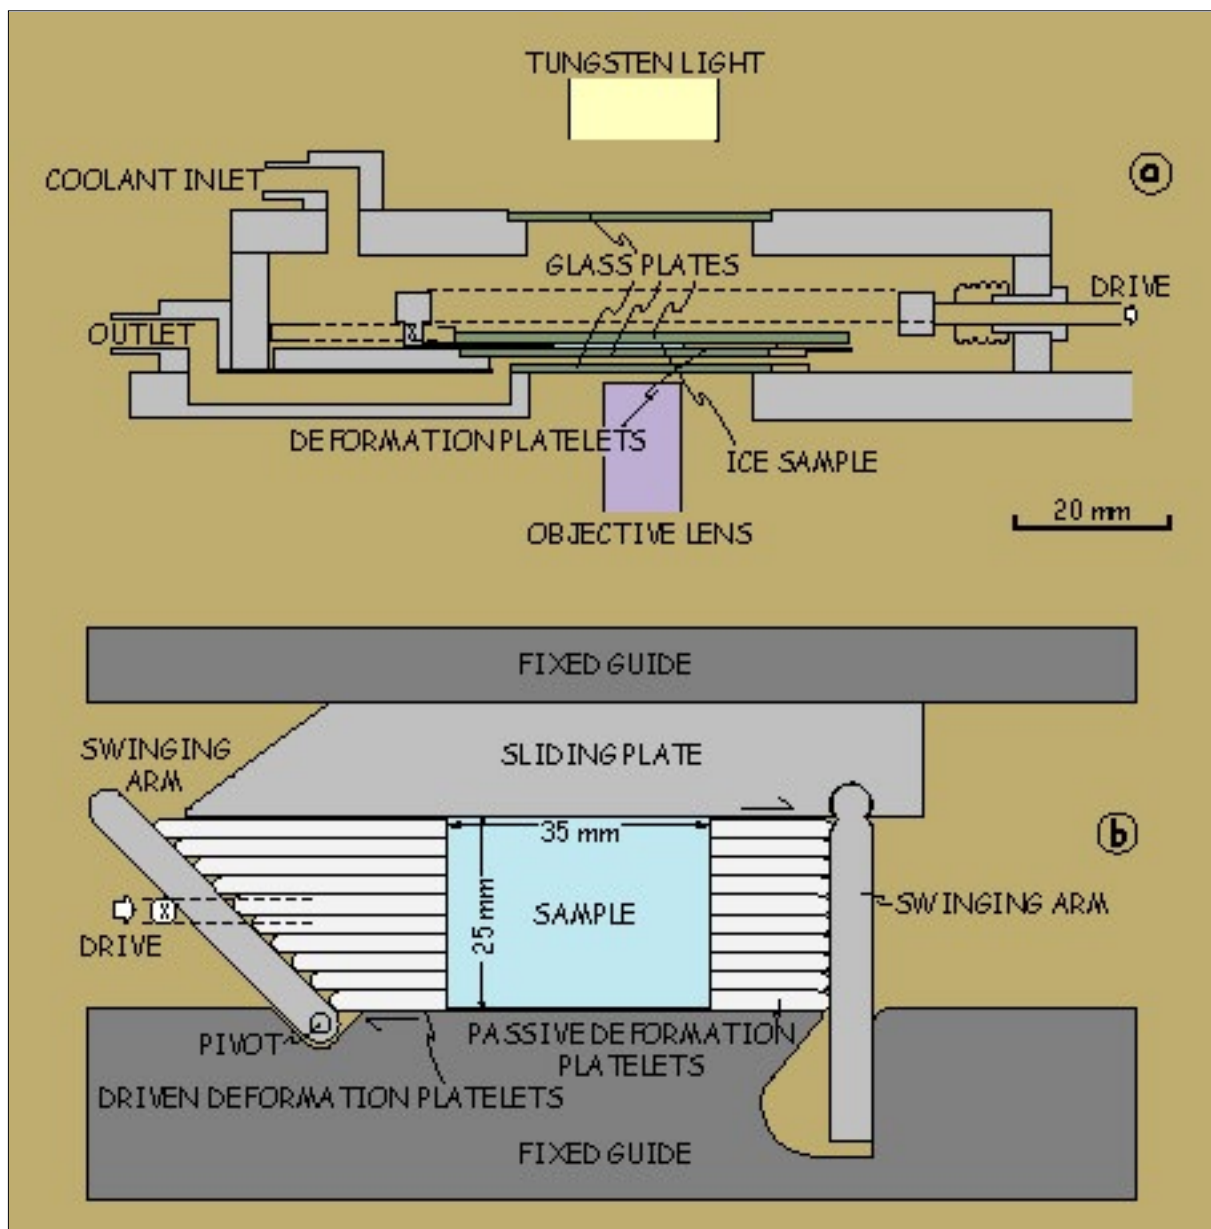 TUNGSTEN LIGHT
a
COOLANT INLET
GLASS PLATES
DRIVE
OUTLET
X
DEFORMATION PLATELETS
ICE SAMPLE
20 mm
OBJECTIVE LENS
FIXED GUIDE
SWINGING
ARM
SLIDING PLATE
35 mm
b
25 mm
SAMPLE
SWINGING ARM
X
DRIVE
PIVOT
PASSIVE DEFORMATION
PLATELETS
DRIVEN DEFORMATION PLATELETS
FIXED GUIDE